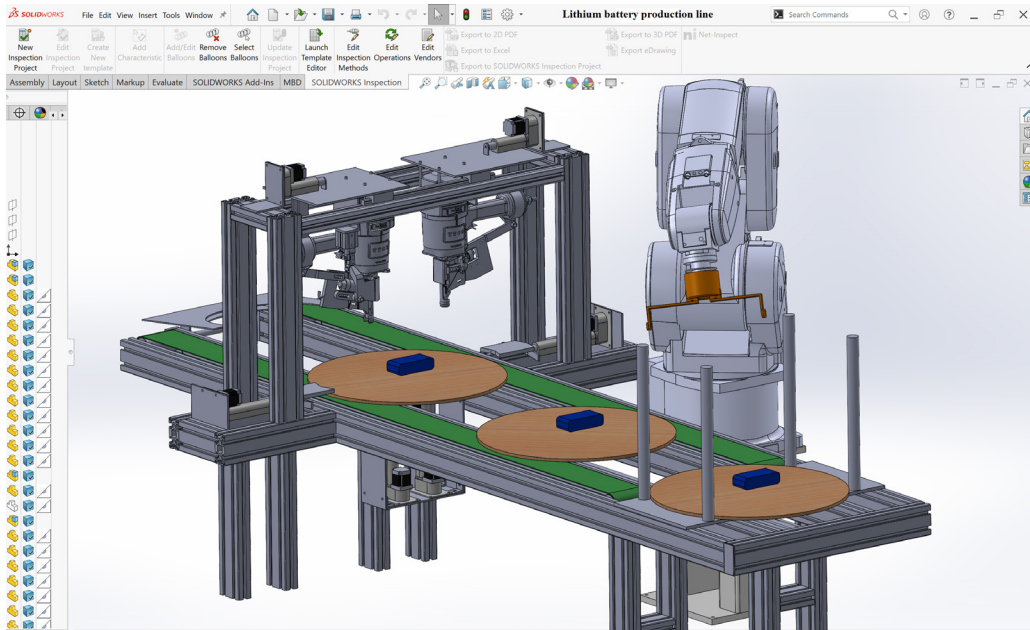 SOLIDWORKS File Edit View Insert Tools Window Lithium battery production line Search Commands
New Inspection Project
Edit Inspection Project
Create New template
Add Characteristic
Add/Edit Balloons
Remove Balloons
Select Balloons
Update Inspection Project
Launch Template Editor
Edit Inspection Methods
Edit Operations
Edit Vendors
Export to 2D PDF
Export to Excel
Export to SOLIDWORKS Inspection Project
Export to 3D PDF
Export eDrawing
Net-Inspect
Assembly Layout Sketch Markup Evaluate SOLIDWORKS Add-Ins MBD SOLIDWORKS Inspection